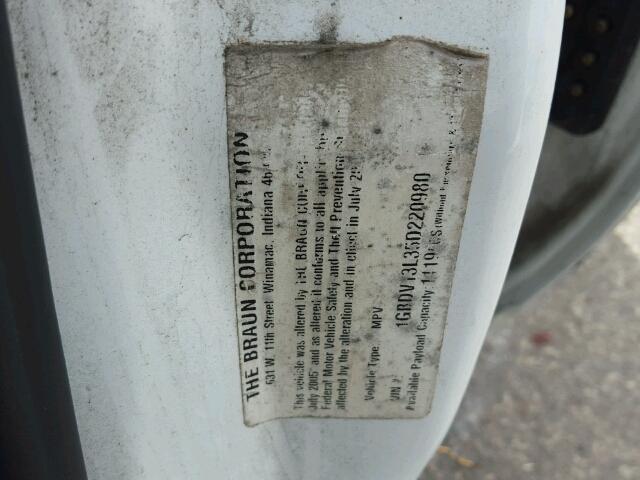 THE BRAUN CORPORATION
631 W. 11th Street, Winamac, Indiana
This vehicle was altered by THE BRAUN
July 2005 and as altered it conforms to all
Federal Motor Vehicle Safety and Theft Prevention
affected by the alteration and in effect in July
Vehicle Type: MPV
VIN
Available Payload Capacity (Without